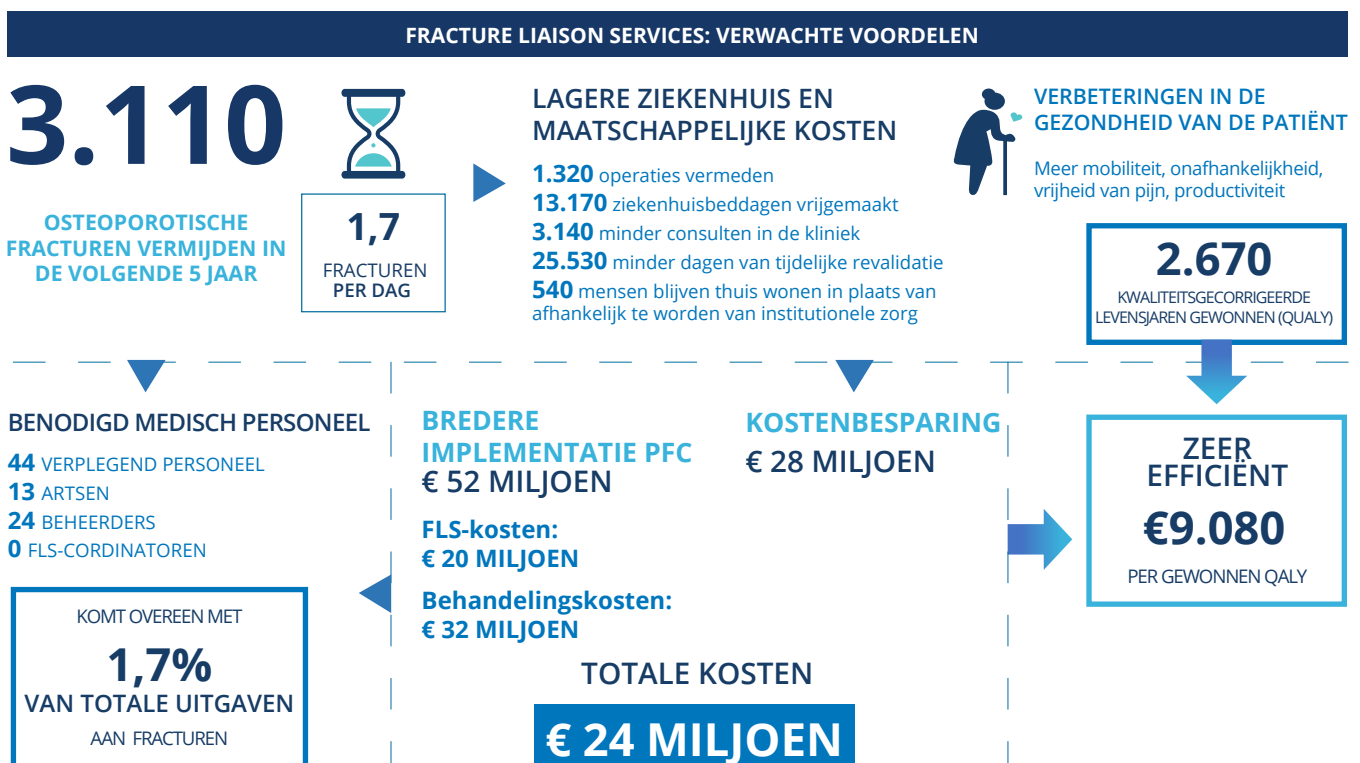 FRACTURE LIAISON SERVICES: VERWACHTE VOORDELEN
3.110
OSTEOPOROTISCHE
FRACTUREN VERMIJDEN IN
DE VOLGENDE 5 JAAR
1,7
FRACTUREN
PER DAG
LAGERE ZIEKENHUIS EN
MAATSCHAPPELIJKE KOSTEN
1.320 operaties vermeden
13.170 ziekenhuisbeddagen vrijgemaakt
3.140 minder consulten in de kliniek
25.530 minder dagen van tijdelijke revalidatie
540 mensen blijven thuis wonen in plaats van
afhankelijk te worden van institutionele zorg
VERBETERINGEN IN DE
GEZONDHEID VAN DE PATIËNT
Meer mobiliteit, onafhankelijkheid,
vrijheid van pijn, productiviteit
2.670
KWALITEITSGECORRIGEERDE
LEVENSJAREN GEWONNEN (QUALY)
BENODIGD MEDISCH PERSONEEL
44 VERPLEGEND PERSONEEL
13 ARTSEN
24 BEHEERDERS
0 FLS-CORDINATOREN
KOMT OVEREEN MET
1,7%
VAN TOTALE UITGAVEN
AAN FRACTUREN
BREDERE
IMPLEMENTATIE PFC
€ 52 MILJOEN
FLS-kosten:
€ 20 MILJOEN
Behandelingskosten:
€ 32 MILJOEN
KOSTENBESPARING
€ 28 MILJOEN
TOTALE KOSTEN
€ 24 MILJOEN
ZEER
EFFICIËNT
€9.080
PER GEWONNEN QALY